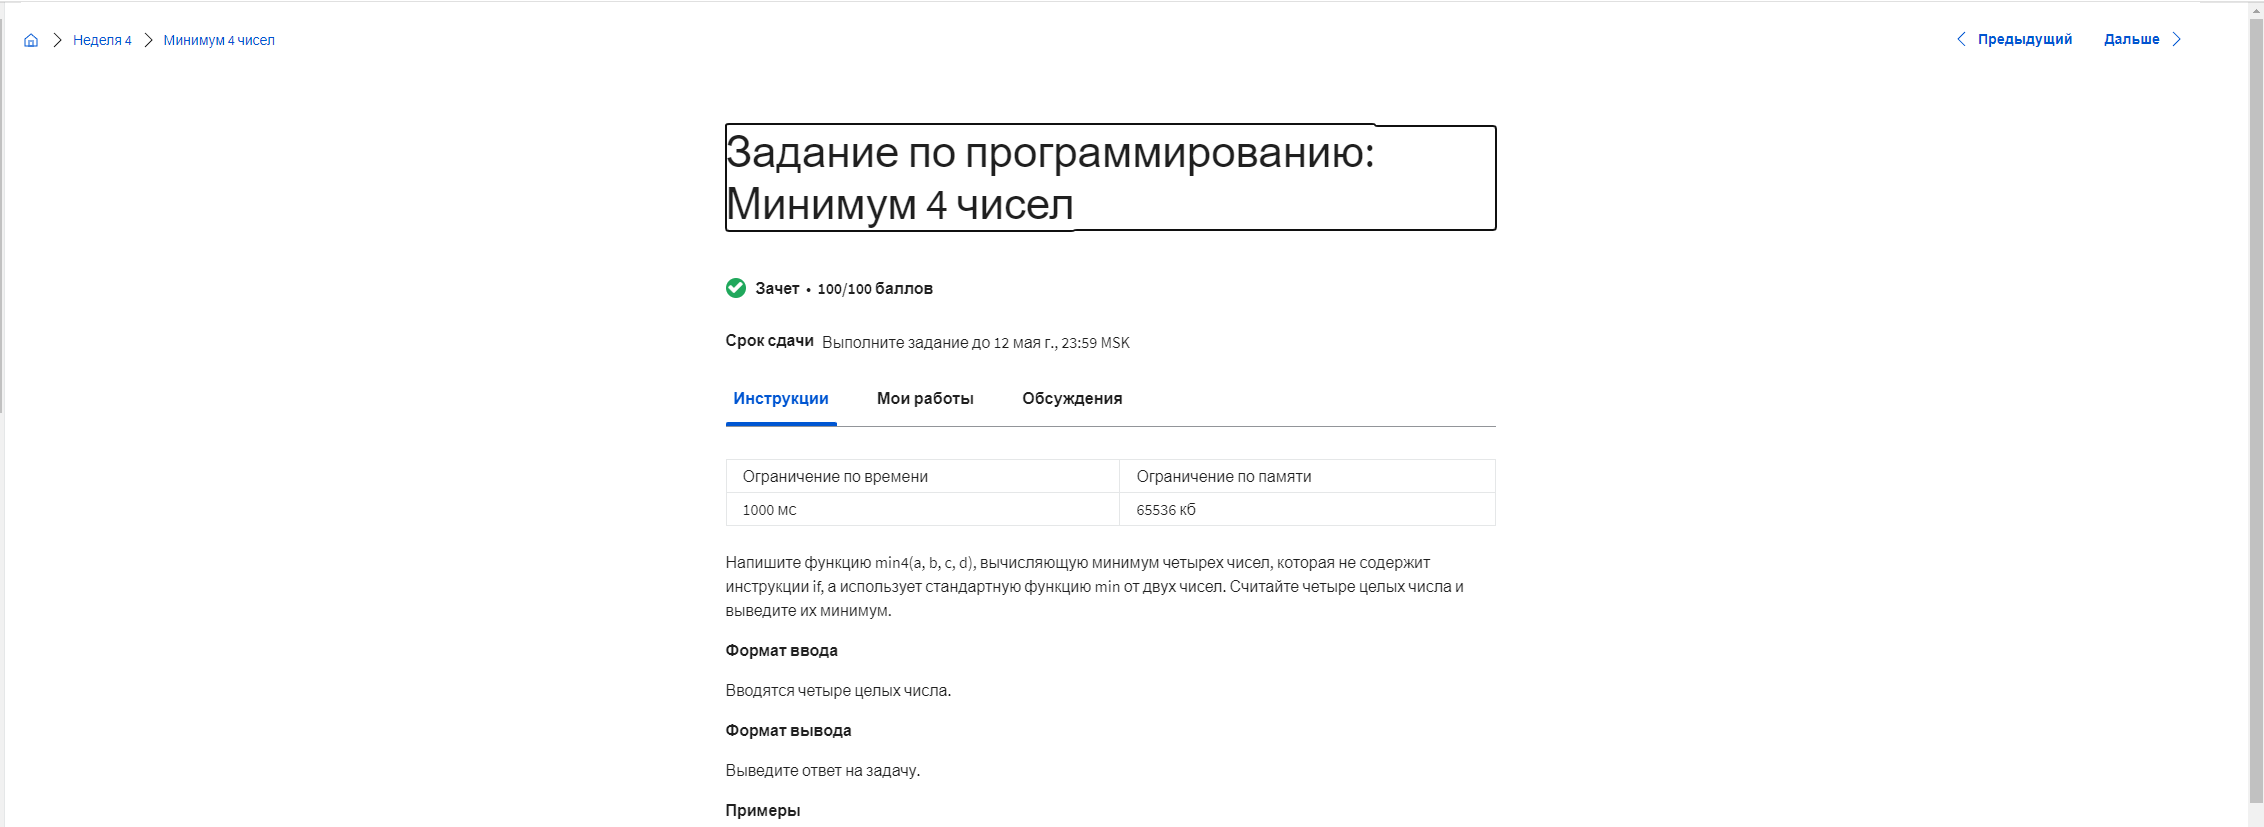 Неделя 4 Минимум 4 чисел Предыдущий Дальше
Задание по программированию:
Минимум 4 чисел
Зачет • 100/100 баллов
Срок сдачи Выполните задание до 12 мая г., 23:59 MSK
Инструкции Мои работы Обсуждения
Ограничение по времени Ограничение по памяти
1000 мс 65536 кб
Напишите функцию min4(a, b, c, d), вычисляющую минимум четырех чисел, которая не содержит
инструкции if, а использует стандартную функцию min от двух чисел. Считайте четыре целых числа и
выведите их минимум.
Формат ввода
Вводятся четыре целых числа.
Формат вывода
Выведите ответ на задачу.
Примеры